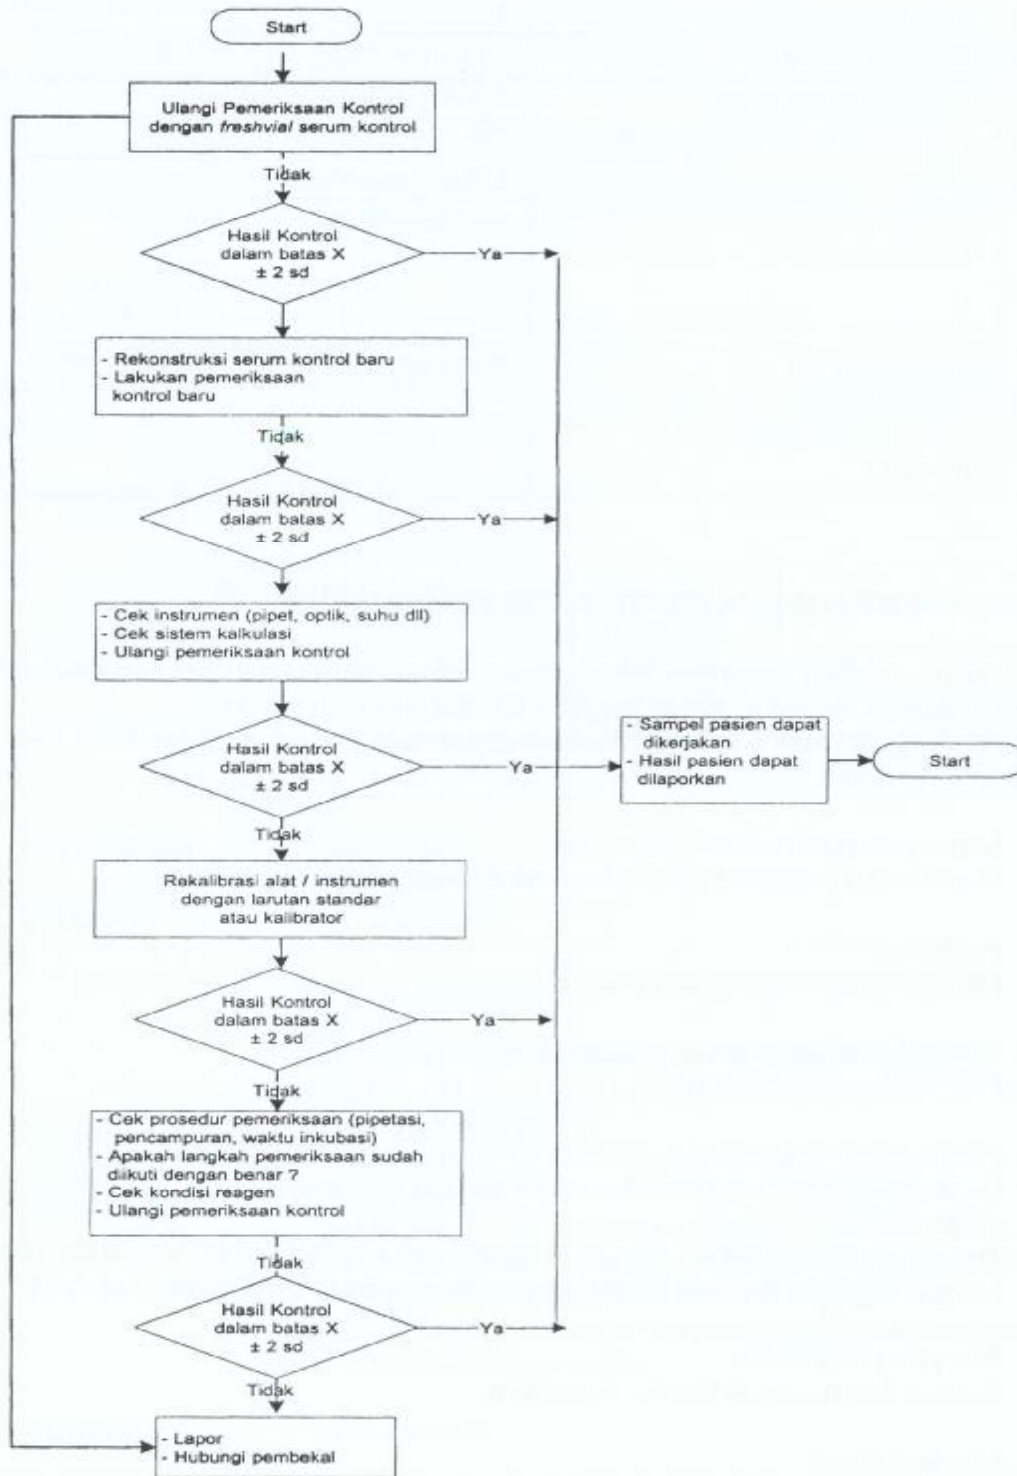 Start
Ulangi Pemeriksaan Kontrol
dengan freshvial serum kontrol
Tidak
Hasil Kontrol
dalam batas X
± 2 sd
Ya
- Rekonstruksi serum kontrol baru
- Lakukan pemeriksaan
kontrol baru
Tidak
Hasil Kontrol
dalam batas X
± 2 sd
Ya
- Cek instrumen (pipet, optik, suhu dll)
- Cek sistem kalkulasi
- Ulangi pemeriksaan kontrol
Hasil Kontrol
dalam batas X
± 2 sd
Ya
- Sampel pasien dapat
dikerjakan
- Hasil pasien dapat
dilaporkan
Start
Tidak
Rekalibrasi alat / instrumen
dengan larutan standar
atau kalibrator
Hasil Kontrol
dalam batas X
± 2 sd
Ya
Tidak
- Cek prosedur pemeriksaan (pipetasi,
pencampuran, waktu inkubasi)
- Apakah langkah pemeriksaan sudah
diikuti dengan benar ?
- Cek kondisi reagen
- Ulangi pemeriksaan kontrol
Tidak
Hasil Kontrol
dalam batas X
± 2 sd
Ya
Tidak
- Lapor
- Hubungi pembekal